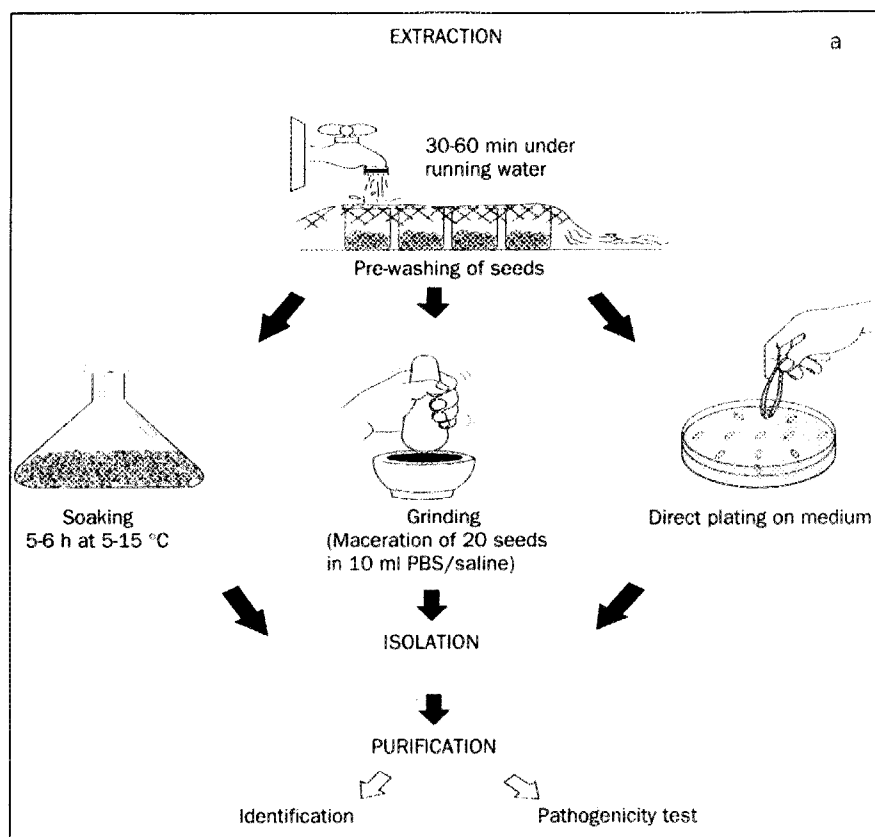 EXTRACTION
a
30-60 min under
running water
Pre-washing of seeds
Soaking
5-6 h at 5-15 °C
Grinding
(Maceration of 20 seeds
in 10 ml PBS/saline)
Direct plating on medium
ISOLATION
PURIFICATION
Identification
Pathogenicity test